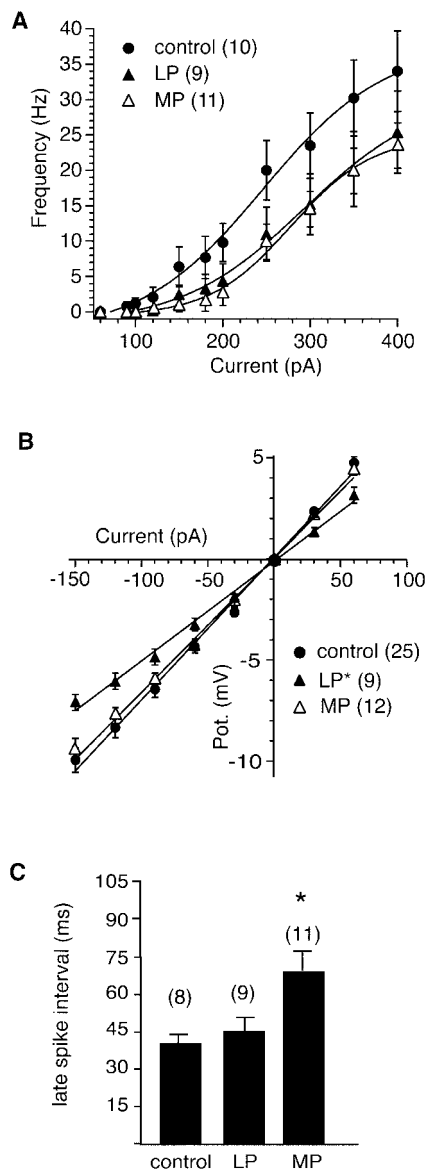 A
control (10)
LP (9)
MP (11)
Frequency (Hz)
40
35
30
25
20
15
10
5
0
100 200 300 400
Current (pA)
B
Current (pA)
5
-150 -100 -50 0 50 100
-5
-10
Pot. (mV)
control (25)
LP* (9)
MP (12)
C
late spike interval (ms)
105
90
75
60
45
30
15
(8)
(9)
*
(11)
control LP MP